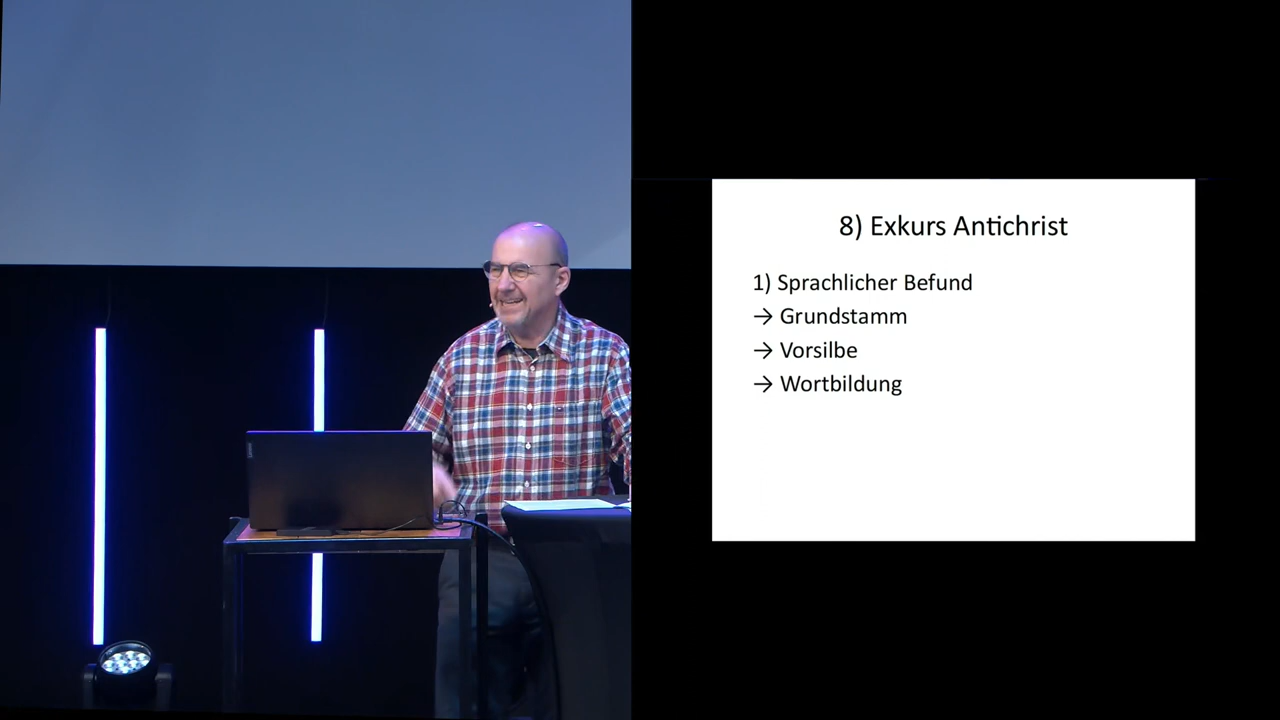 8) Exkurs Antichrist
1) Sprachlicher Befund
→ Grundstamm
→ Vorsilbe
→ Wortbildung